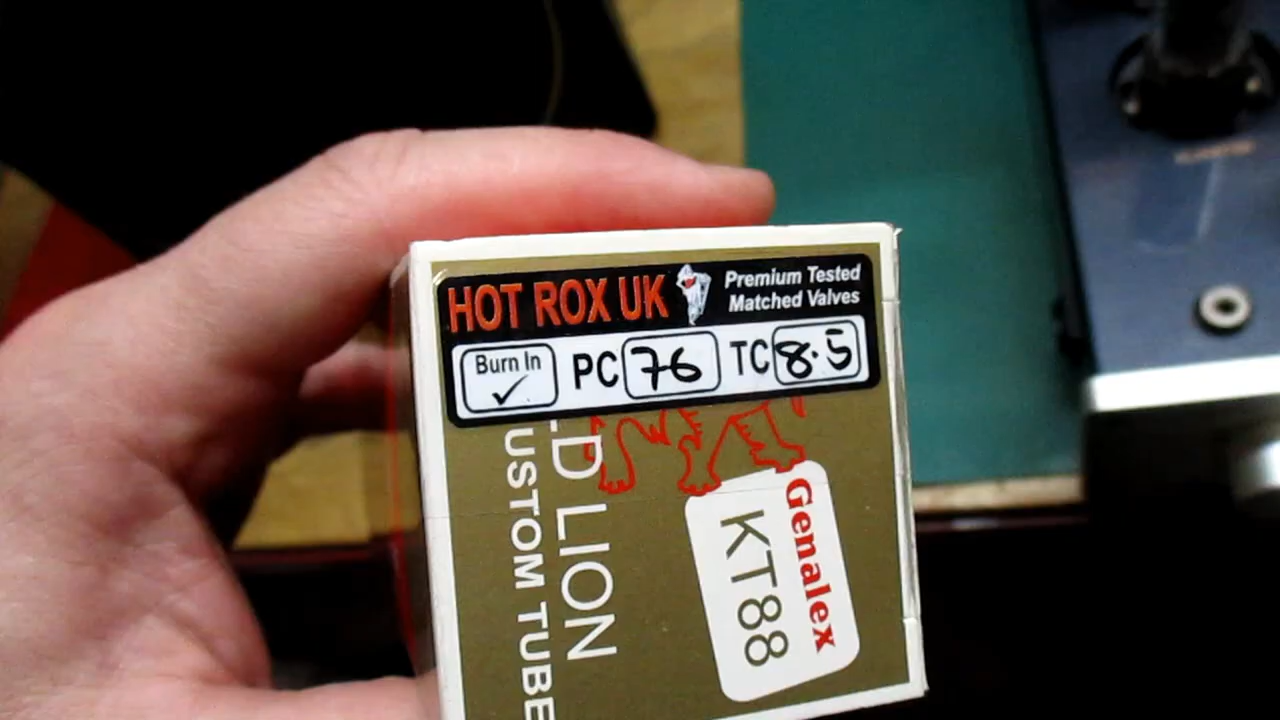 HOT ROX UK
Premium Tested
Matched Valves
Burn In
✓
PC 76
TC 8.5
LD LION
USTOM TUBE
Genalex
KT88